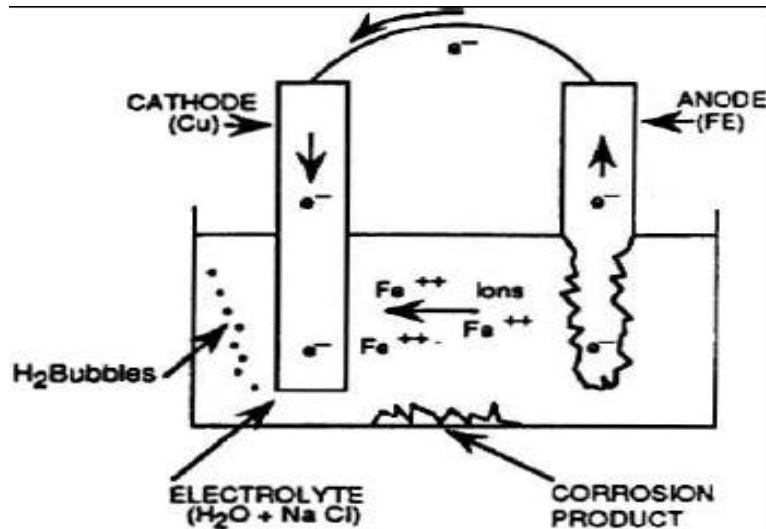 e⁻
CATHODE
(Cu)
ANODE
(FE)
e⁻
e⁻
Fe ⁺⁺ Ions
Fe ⁺⁺
Fe ⁺⁺
e⁻
e⁻
H₂Bubbles
ELECTROLYTE
(H₂O + Na Cl)
CORROSION
PRODUCT